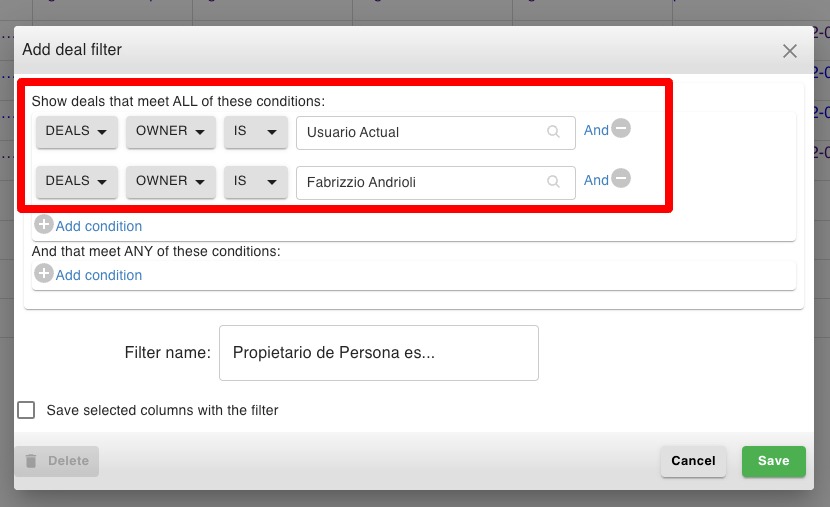 Add deal filter
Show deals that meet ALL of these conditions:
DEALS OWNER IS Usuario Actual And
DEALS OWNER IS Fabrizzio Andrioli And
Add condition
And that meet ANY of these conditions:
Add condition
Filter name: Propietario de Persona es...
Save selected columns with the filter
Delete Cancel Save